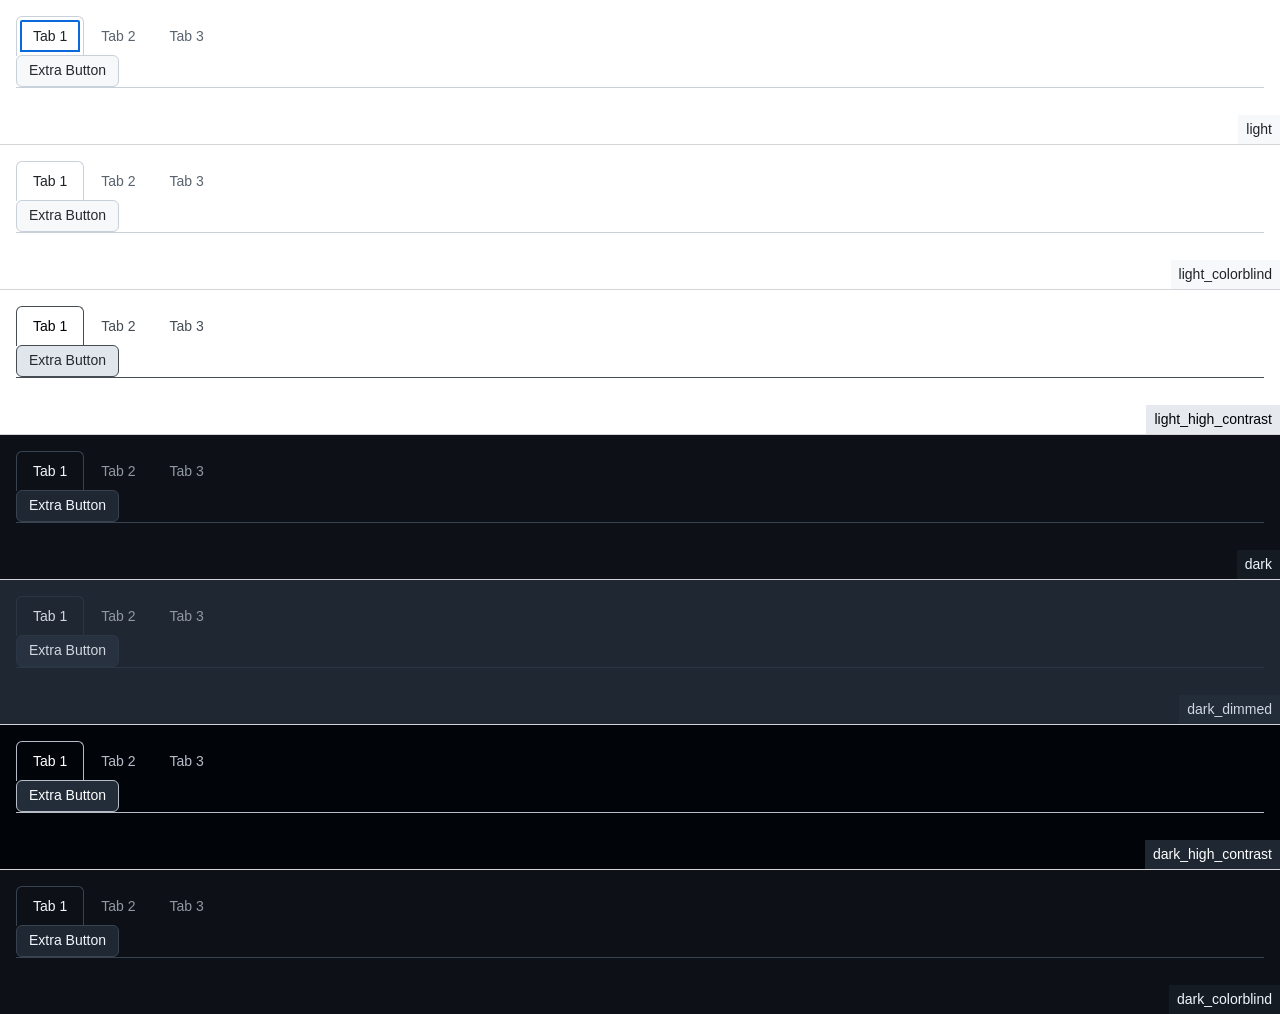 Tab 1 Tab 2 Tab 3
Extra Button
light
Tab 1 Tab 2 Tab 3
Extra Button
light_colorblind
Tab 1 Tab 2 Tab 3
Extra Button
light_high_contrast
Tab 1 Tab 2 Tab 3
Extra Button
dark
Tab 1 Tab 2 Tab 3
Extra Button
dark_dimmed
Tab 1 Tab 2 Tab 3
Extra Button
dark_high_contrast
Tab 1 Tab 2 Tab 3
Extra Button
dark_colorblind